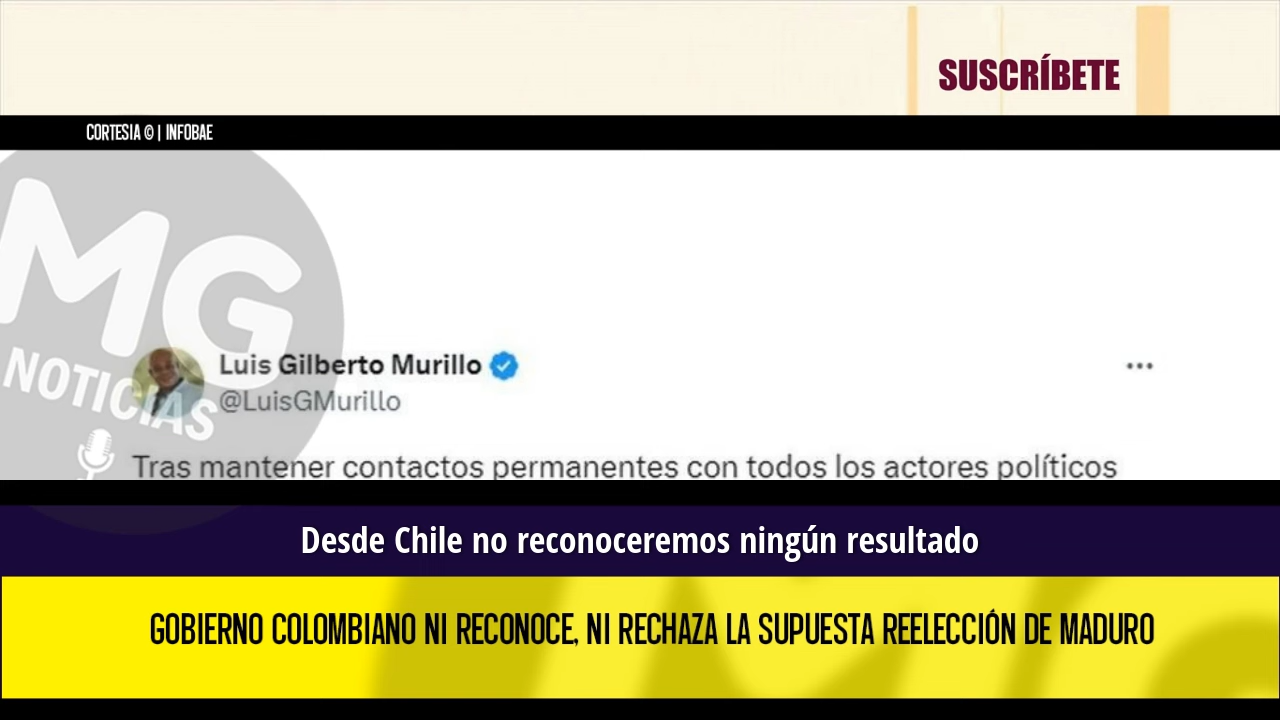 SUSCRÍBETE
CORTESIA © | INFOBAE
MG
NOTICIAS
Luis Gilberto Murillo
@LuisGMurillo
Tras mantener contactos permanentes con todos los actores políticos
Desde Chile no reconoceremos ningún resultado
GOBIERNO COLOMBIANO NI RECONOCE, NI RECHAZA LA SUPUESTA REELECCIÓN DE MADURO